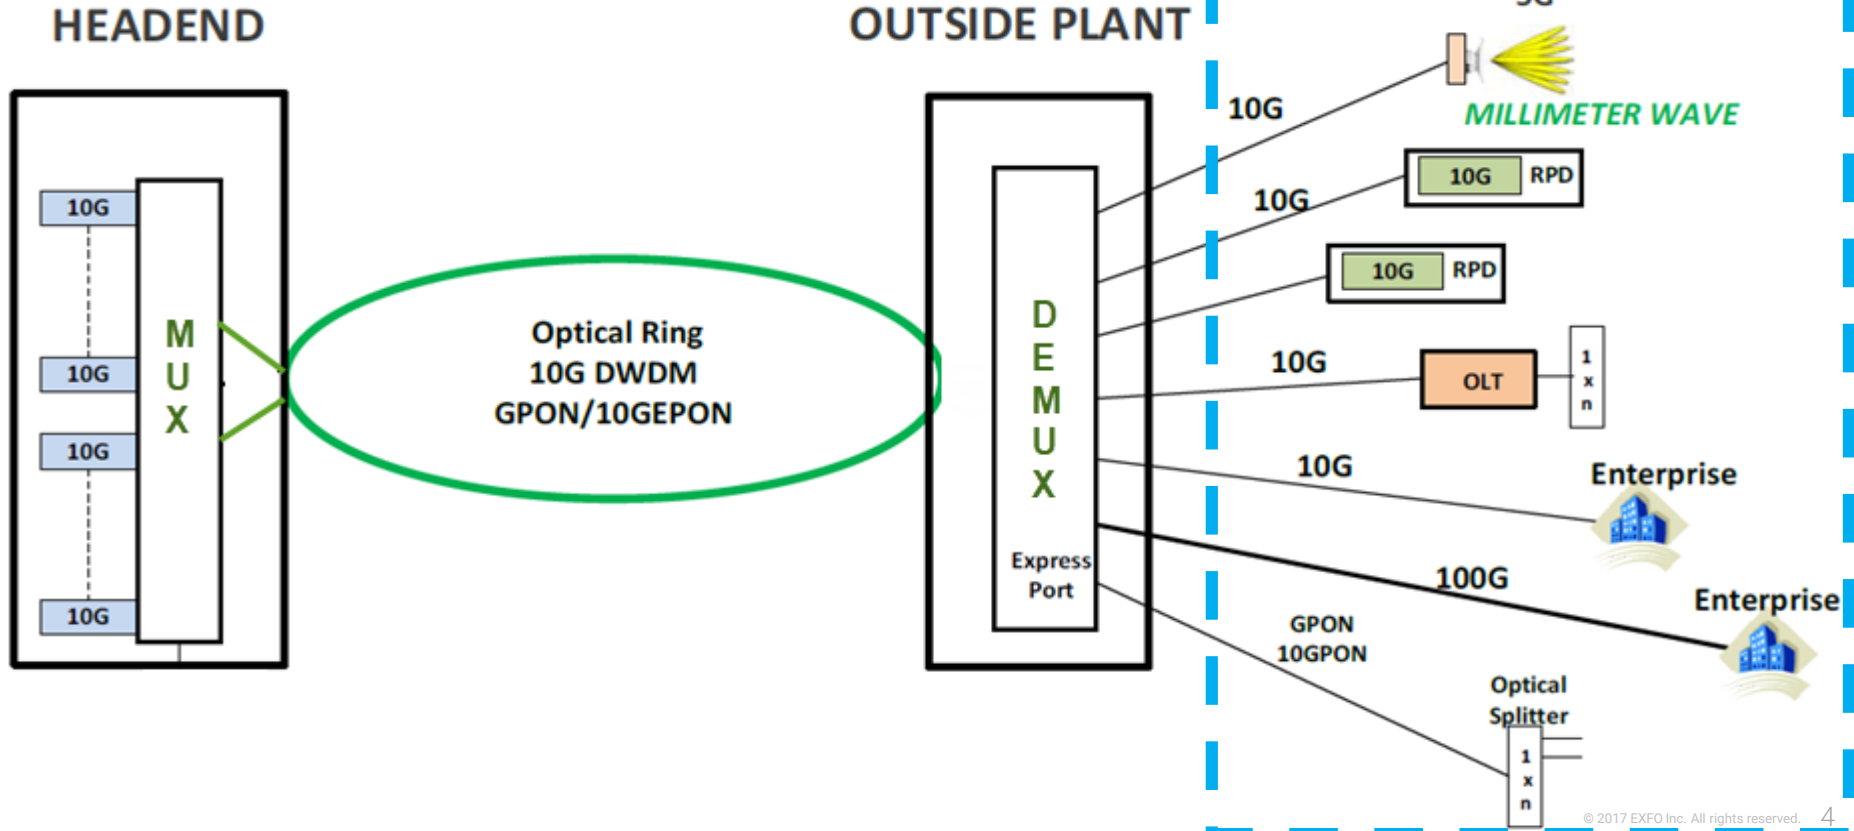 HEADEND
OUTSIDE PLANT
5G
MILLIMETER WAVE
10G
10G
10G
10G
M
U
X
Optical Ring
10G DWDM
GPON/10GEPON
D
E
M
U
X
Express
Port
10G
10G
10G RPD
10G RPD
10G
OLT
1
x
n
10G
Enterprise
100G
Enterprise
GPON
10GPON
Optical
Splitter
1
x
n
© 2017 EXFO Inc. All rights reserved. 4